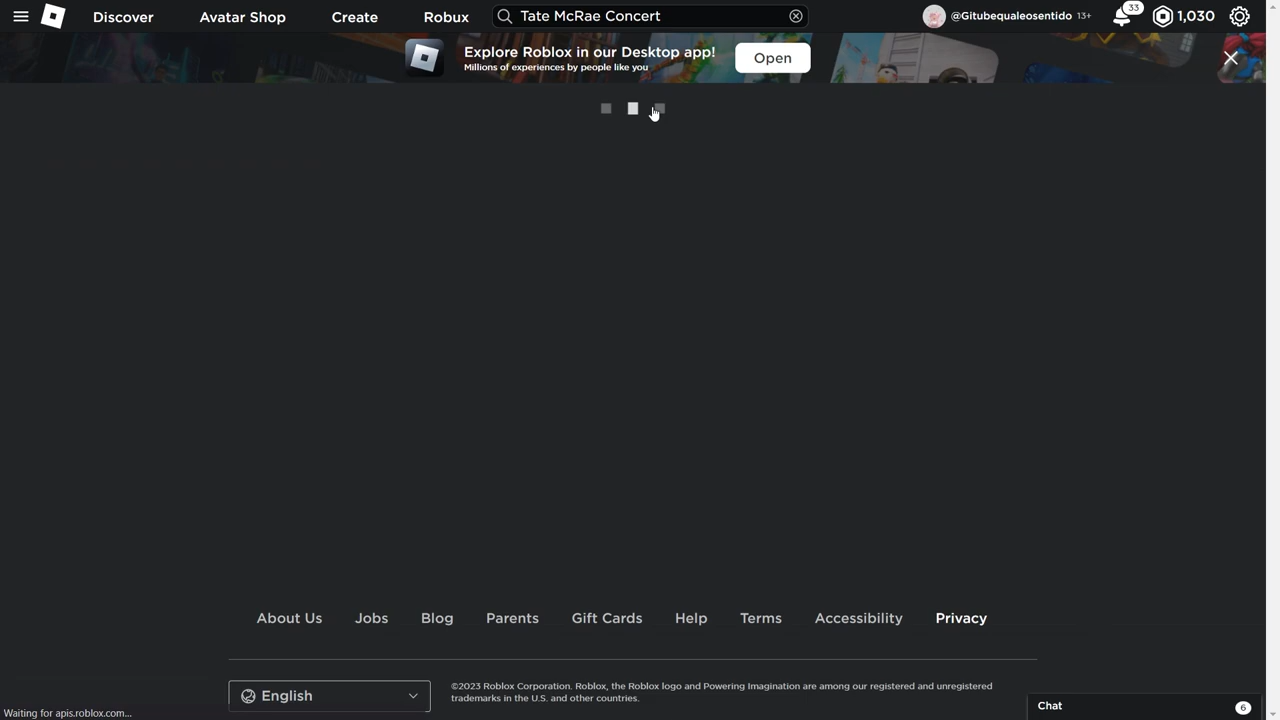 Discover
Avatar Shop
Create
Robux
Tate McRae Concert
@Gitubequaleosentido 13+
33
1,030
Explore Roblox in our Desktop app!
Millions of experiences by people like you
Open
About Us
Jobs
Blog
Parents
Gift Cards
Help
Terms
Accessibility
Privacy
English
©2023 Roblox Corporation. Roblox, the Roblox logo and Powering Imagination are among our registered and unregistered
trademarks in the U.S. and other countries.
Chat
6
Waiting for apis.roblox.com...